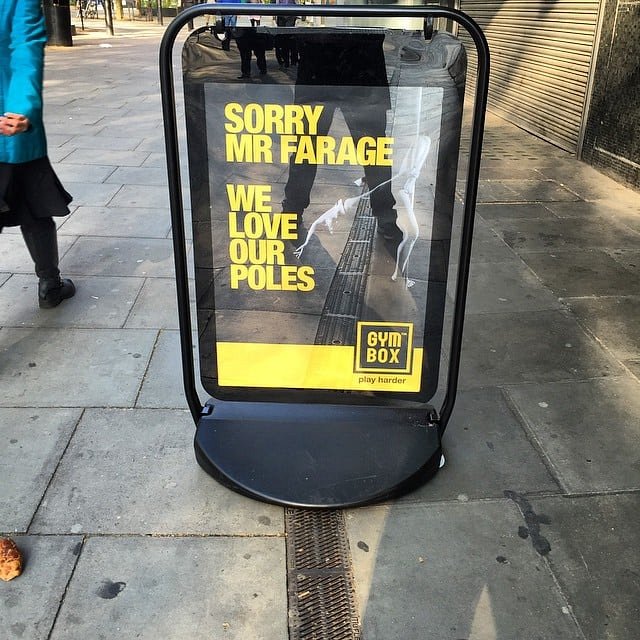 SORRY
MR FARAGE
WE
LOVE
OUR
POLES
GYM
BOX
play harder